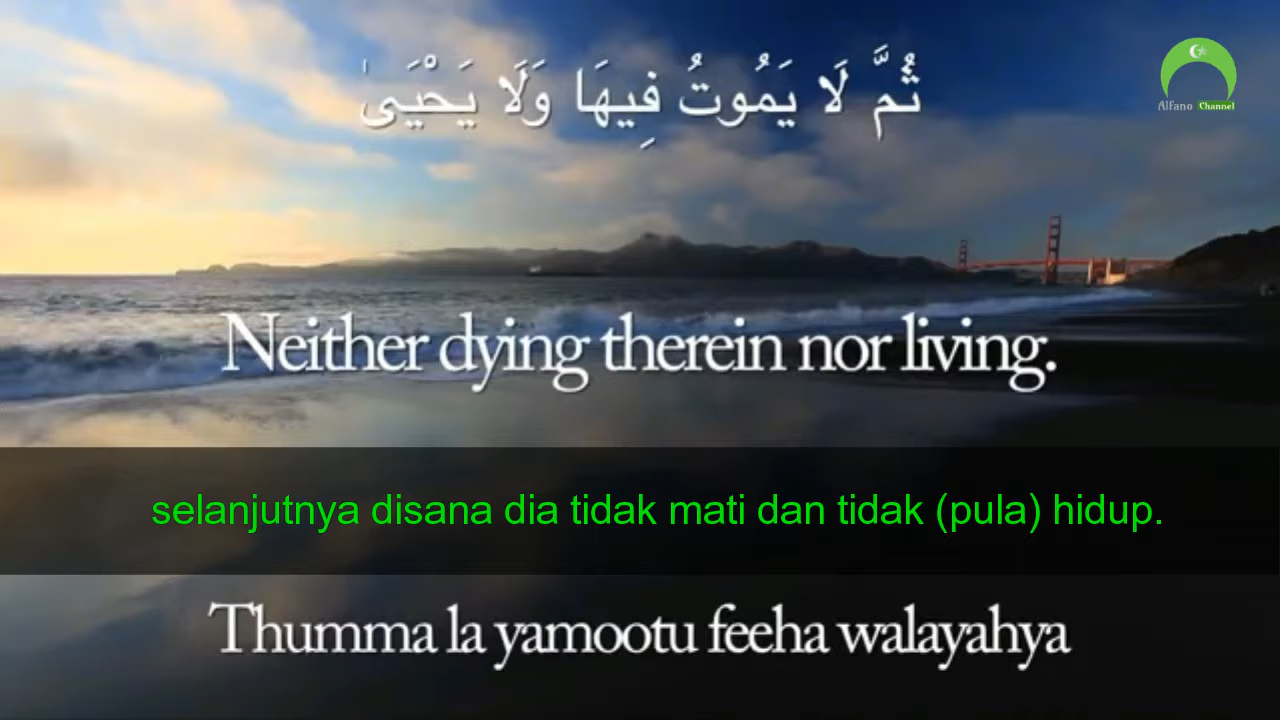 ثُمَّ لَا يَمُوتُ فِيهَا وَلَا يَحْيَىٰ
Alfano Channel
Neither dying therein nor living.
selanjutnya disana dia tidak mati dan tidak (pula) hidup.
Thumma la yamootu feeha walayahya